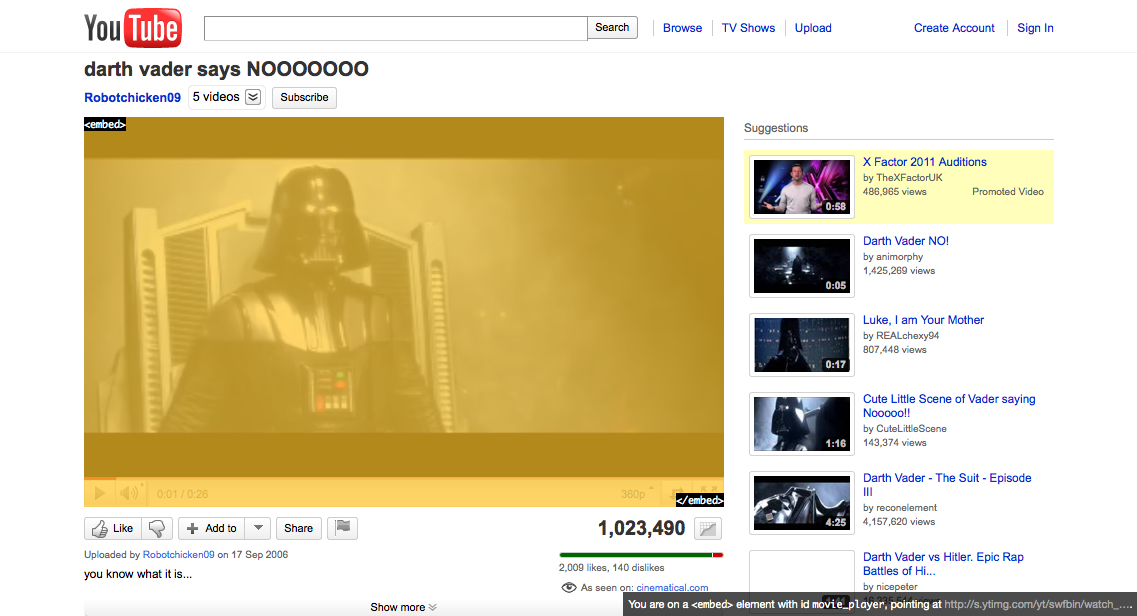 YouTube
Search
Browse
TV Shows
Upload
Create Account
Sign In
darth vader says NOOOOOOO
Robotchicken09
5 videos
Subscribe
<embed>
0:01 / 0:26
360p
</embed>
Like
Add to
Share
1,023,490
Uploaded by Robotchicken09 on 17 Sep 2006
2,009 likes, 140 dislikes
you know what it is...
As seen on: cinematical.com
Show more
Suggestions
0:58
X Factor 2011 Auditions
by TheXFactorUK
486,965 views
Promoted Video
0:05
Darth Vader NO!
by animorphy
1,425,269 views
0:17
Luke, I am Your Mother
by REALchexy94
807,448 views
1:16
Cute Little Scene of Vader saying
Nooooo!!
by CuteLittleScene
143,374 views
4:25
Darth Vader - The Suit - Episode
III
by reconelement
4,157,620 views
Darth Vader vs Hitler. Epic Rap
Battles of Hi...
by nicepeter
You are on a <embed> element with id movie_player, pointing at http://s.ytimg.com/yt/swfbin/watch_....